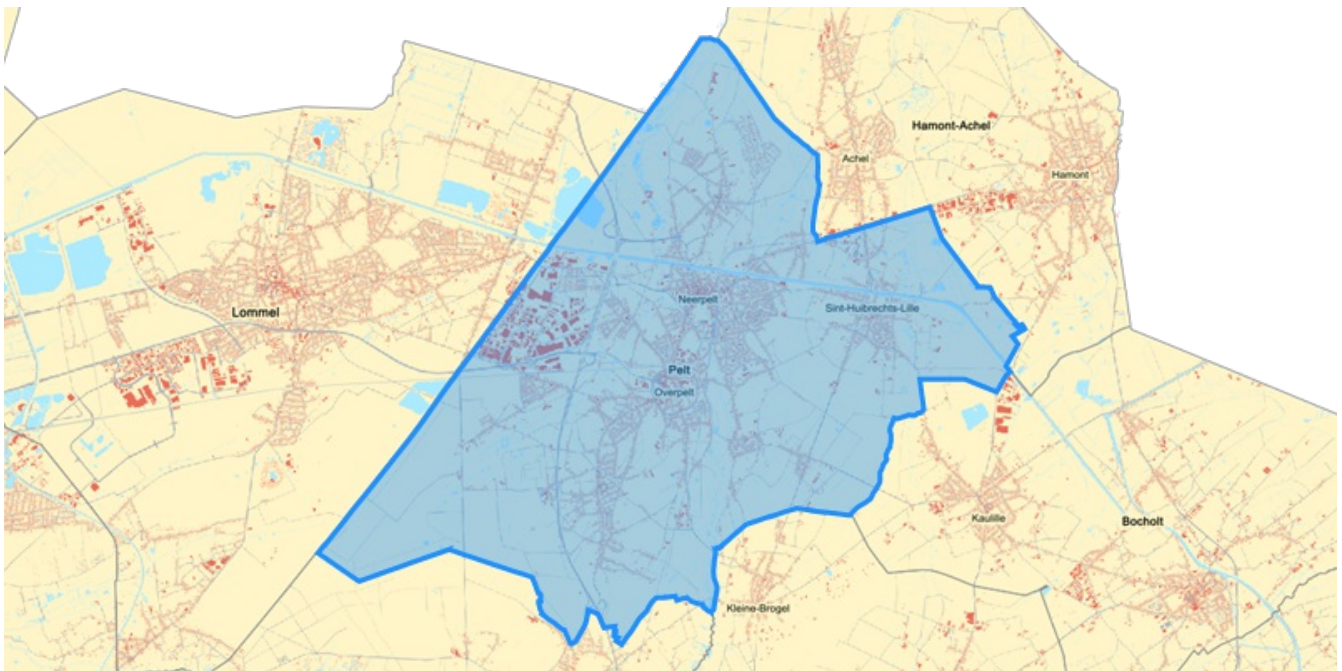 Hamont-Achel
Achel
Hamont
Neerpelt
Sint-Huibrechts-Lille
Lommel
Pelt
Overpelt
Kaulille
Bocholt
Kleine-Brogel